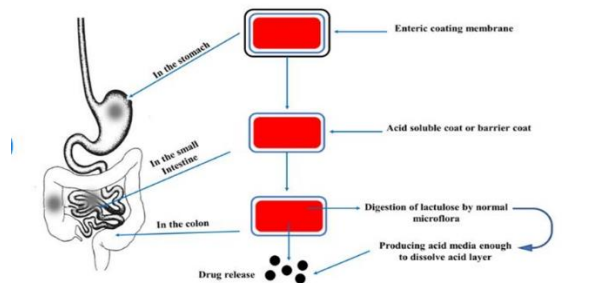 Enteric coating membrane
In the stomach
Acid soluble coat or barrier coat
In the small
Intestine
Digestion of lactulose by normal
microflora
In the colon
Producing acid media enough
to dissolve acid layer
Drug release